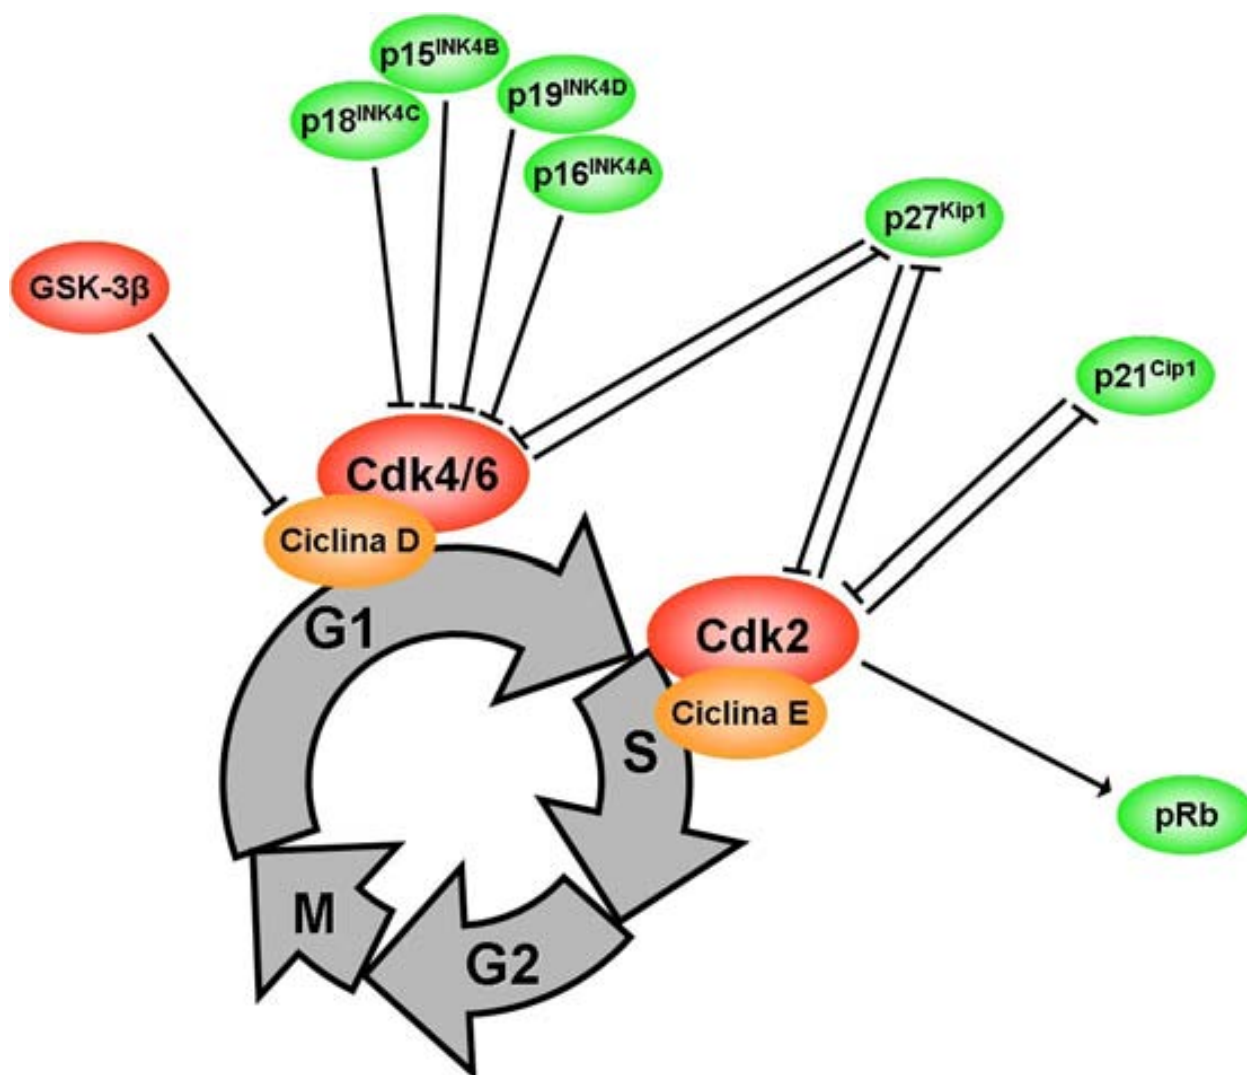 p15INK4B
p18INK4C
p19INK4D
p16INK4A
p27Kip1
GSK-3β
p21Cip1
Cdk4/6
Ciclina D
G1
Cdk2
Ciclina E
S
pRb
M
G2